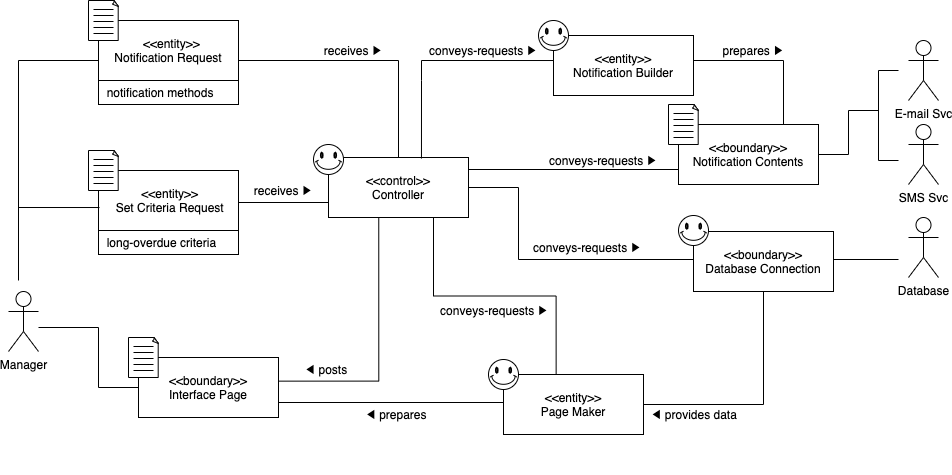 <<entity>>
Notification Request
notification methods
receives ▶
conveys-requests ▶
<<entity>>
Notification Builder
prepares ▶
E-mail Svc
<<boundary>>
Notification Contents
SMS Svc
<<entity>>
Set Criteria Request
long-overdue criteria
receives ▶
<<control>>
Controller
conveys-requests ▶
conveys-requests ▶
<<boundary>>
Database Connection
Database
Manager
conveys-requests ▶
<<boundary>>
Interface Page
◀ posts
◀ prepares
<<entity>>
Page Maker
◀ provides data